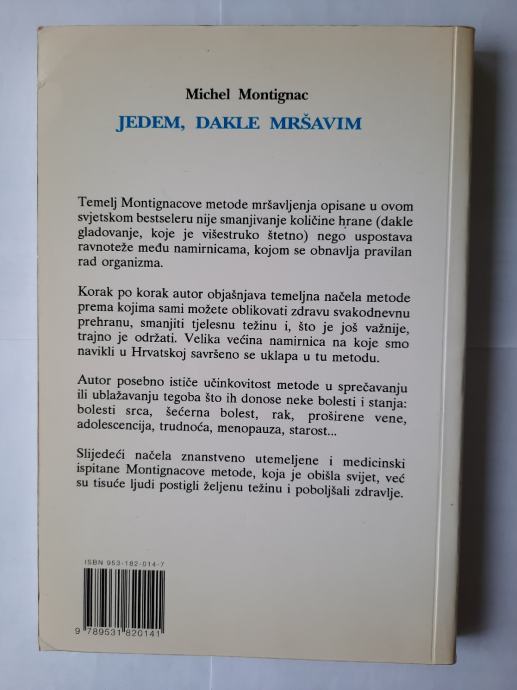 Michel Montignac
JEDEM, DAKLE MRŠAVIM
Temelj Montignacove metode mršavljenja opisane u ovom
svjetskom bestseleru nije smanjivanje količine hrane (dakle
gladovanje, koje je višestruko štetno) nego uspostava
ravnoteže među namirnicama, kojom se obnavlja pravilan
rad organizma.
Korak po korak autor objašnjava temeljna načela metode
prema kojima sami možete oblikovati zdravu svakodnevnu
prehranu, smanjiti tjelesnu težinu i, što je još važnije,
trajno je održati. Velika većina namirnica na koje smo
navikli u Hrvatskoj savršeno se uklapa u tu metodu.
Autor posebno ističe učinkovitost metode u sprečavanju
ili ublažavanju tegoba što ih donose neke bolesti i stanja:
bolesti srca, šećerna bolest, rak, proširene vene,
adolescencija, trudnoća, menopauza, starost...
Slijedeći načela znanstveno utemeljene i medicinski
ispitane Montignacove metode, koja je obišla svijet, već
su tisuće ljudi postigli željenu težinu i poboljšali zdravlje.
ISBN 953-182-014-7
9 789531 820141